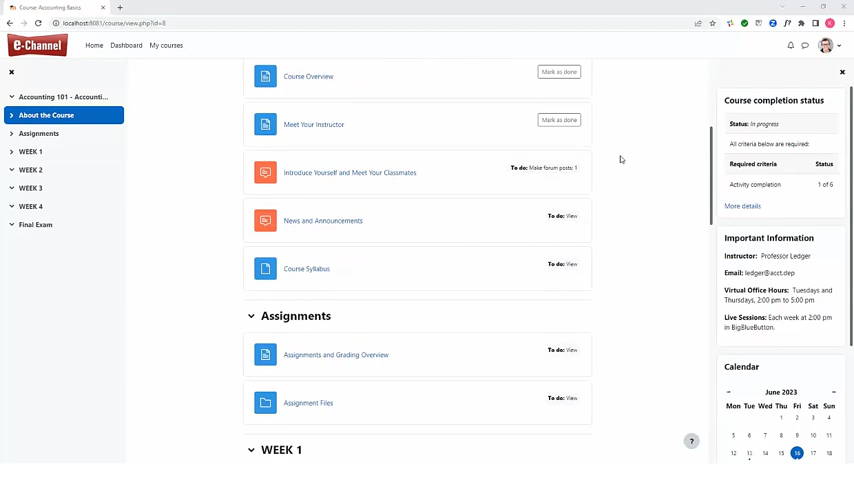 Course: Accounting Basics
localhost:8081/course/view.php?id=8
e-Channel
Home
Dashboard
My courses
Accounting 101 - Accounti...
About the Course
Assignments
WEEK 1
WEEK 2
WEEK 3
WEEK 4
Final Exam
Course Overview
Mark as done
Meet Your Instructor
Mark as done
Introduce Yourself and Meet Your Classmates
To do: Make forum posts: 1
News and Announcements
To do: View
Course Syllabus
To do: View
Assignments
Assignments and Grading Overview
To do: View
Assignment Files
To do: View
WEEK 1
Course completion status
Status: In progress
All criteria below are required:
Required criteria Status
Activity completion 1 of 6
More details
Important Information
Instructor: Professor Ledger
Email: ledger@acct.dep
Virtual Office Hours: Tuesdays and
Thursdays, 2:00 pm to 5:00 pm
Live Sessions: Each week at 2:00 pm
in BigBlueButton.
Calendar
June 2023
Mon Tue Wed Thu Fri Sat Sun
1 2 3 4
5 6 7 8 9 10 11
12 13 14 15 16 17 18
?